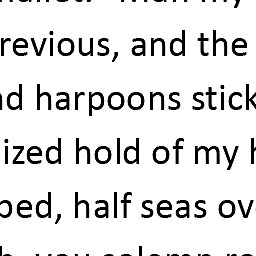 revious, and the
nd harpoons stick
ized hold of my h
ped, half seas ov